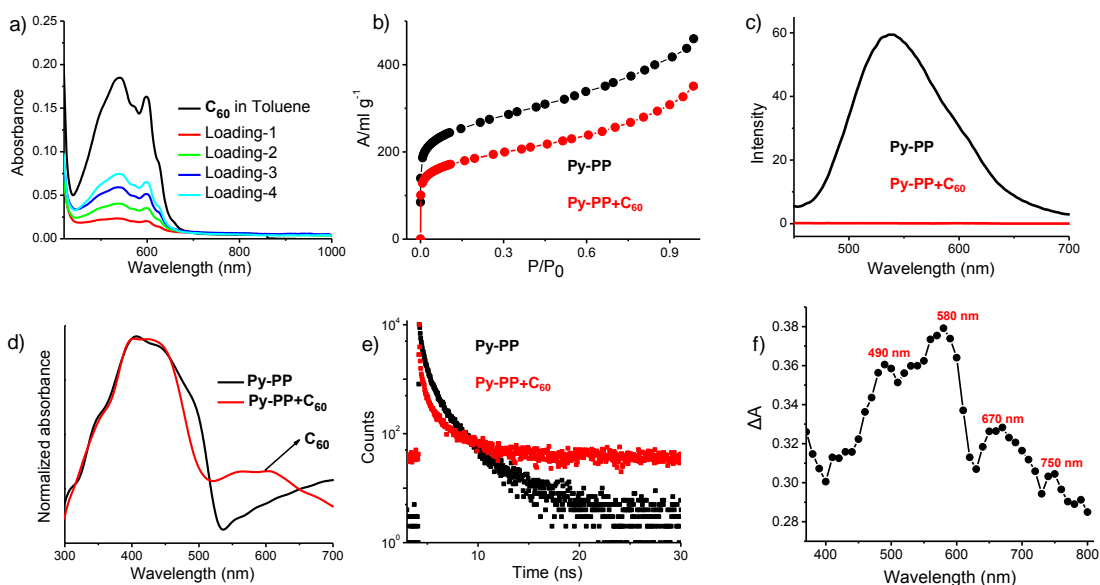 a)
Abosrbance
0.25
0.20
0.15
0.10
0.05
0.00
C60 in Toluene
Loading-1
Loading-2
Loading-3
Loading-4
600
800
1000
Wavelength (nm)
b)
A/ml g-1
400
200
0
Py-PP
Py-PP+C60
0.0
0.3
0.6
0.9
P/P0
c)
Intensity
60
40
20
0
Py-PP
Py-PP+C60
500
600
700
Wavelength (nm)
d)
Normalized absorbance
Py-PP
Py-PP+C60
C60
300
400
500
600
700
Wavelength (nm)
e)
Counts
10^4
10^3
10^2
10^1
10^0
Py-PP
Py-PP+C60
10
20
30
Time (ns)
f)
ΔA
0.38
0.36
0.34
0.32
0.30
0.28
490 nm
580 nm
670 nm
750 nm
400
500
600
700
800
Wavelength (nm)